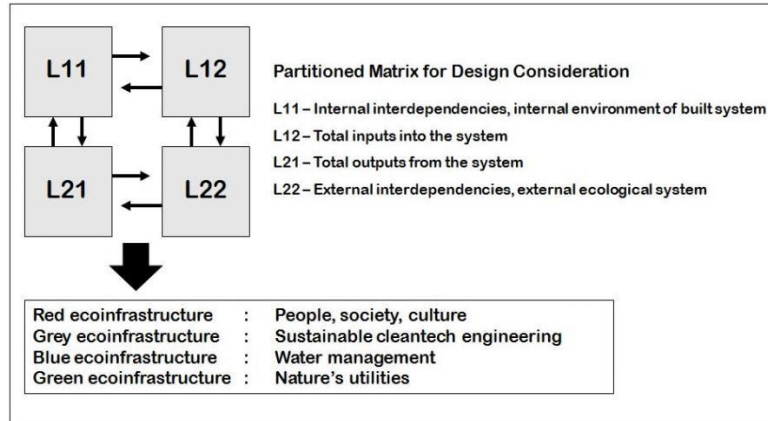 L11
L12
L21
L22
Partitioned Matrix for Design Consideration
L11 – Internal interdependencies, internal environment of built system
L12 – Total inputs into the system
L21 – Total outputs from the system
L22 – External interdependencies, external ecological system
Red ecoinfrastructure : People, society, culture
Grey ecoinfrastructure : Sustainable cleantech engineering
Blue ecoinfrastructure : Water management
Green ecoinfrastructure : Nature's utilities